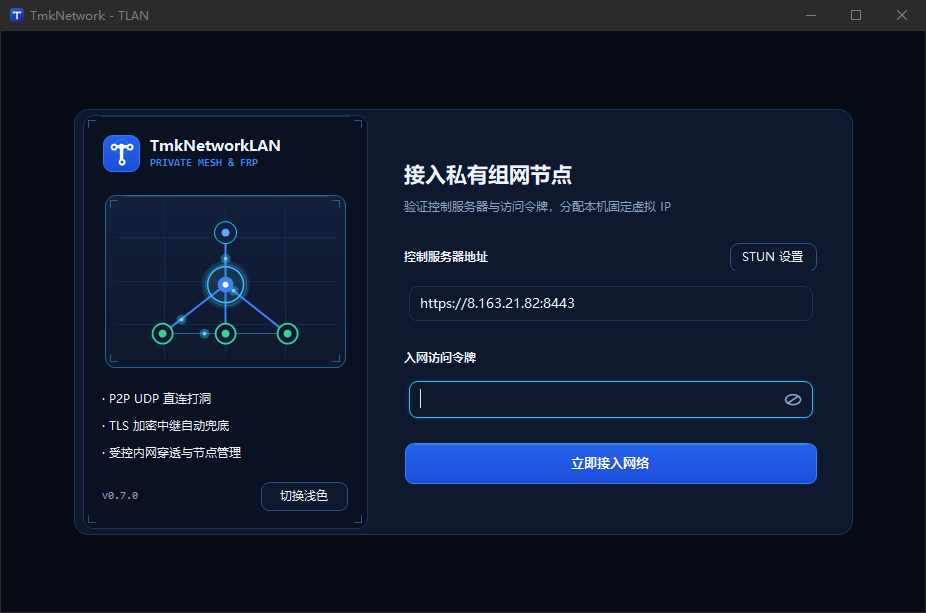 TmkNetwork - TLAN
TmkNetworkLAN
PRIVATE MESH & FRP
· P2P UDP 直连打洞
· TLS 加密中继自动兜底
· 受控内网穿透与节点管理
v0.7.0
切换浅色
接入私有组网节点
验证控制服务器与访问令牌，分配本机固定虚拟 IP
控制服务器地址
STUN 设置
https://8.163.21.82:8443
入网访问令牌
立即接入网络